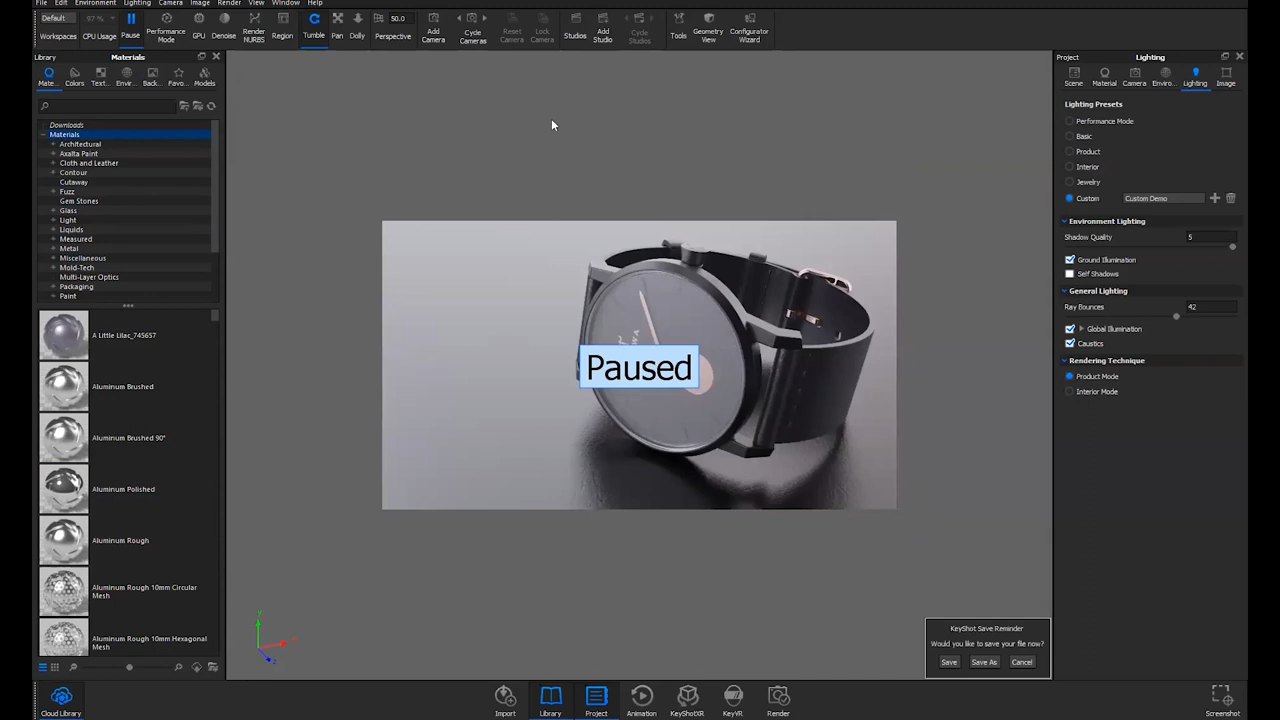 File Edit Environment Lighting Camera Image Render View Window Help
Default 97 % 50.0
Workspaces CPU Usage Pause Performance Mode GPU Denoise Render NURBS Region Tumble Pan Dolly Perspective Add Camera Cycle Cameras Reset Camera Lock Camera Studios Add Studio Cycle Studios Tools Geometry View Configurator Wizard
Library Materials
Mate... Colors Text... Envir... Back... Favo... Models
Downloads
Materials
Architectural
Axalta Paint
Cloth and Leather
Contour
Cutaway
Fuzz
Gem Stones
Glass
Light
Liquids
Measured
Metal
Miscellaneous
Mold-Tech
Multi-Layer Optics
Packaging
Paint
A Little Lilac_745657
Aluminum Brushed
Aluminum Brushed 90°
Aluminum Polished
Aluminum Rough
Aluminum Rough 10mm Circular
Mesh
Aluminum Rough 10mm Hexagonal
Mesh
Paused
y
z
KeyShot Save Reminder
Would you like to save your file now?
Save Save As Cancel
Project Lighting
Scene Material Camera Enviro... Lighting Image
Lighting Presets
Performance Mode
Basic
Product
Interior
Jewelry
Custom Custom Demo
Environment Lighting
Shadow Quality 5
Ground Illumination
Self Shadows
General Lighting
Ray Bounces 42
Global Illumination
Caustics
Rendering Technique
Product Mode
Interior Mode
Cloud Library Import Library Project Animation KeyShotXR KeyVR Render Screenshot